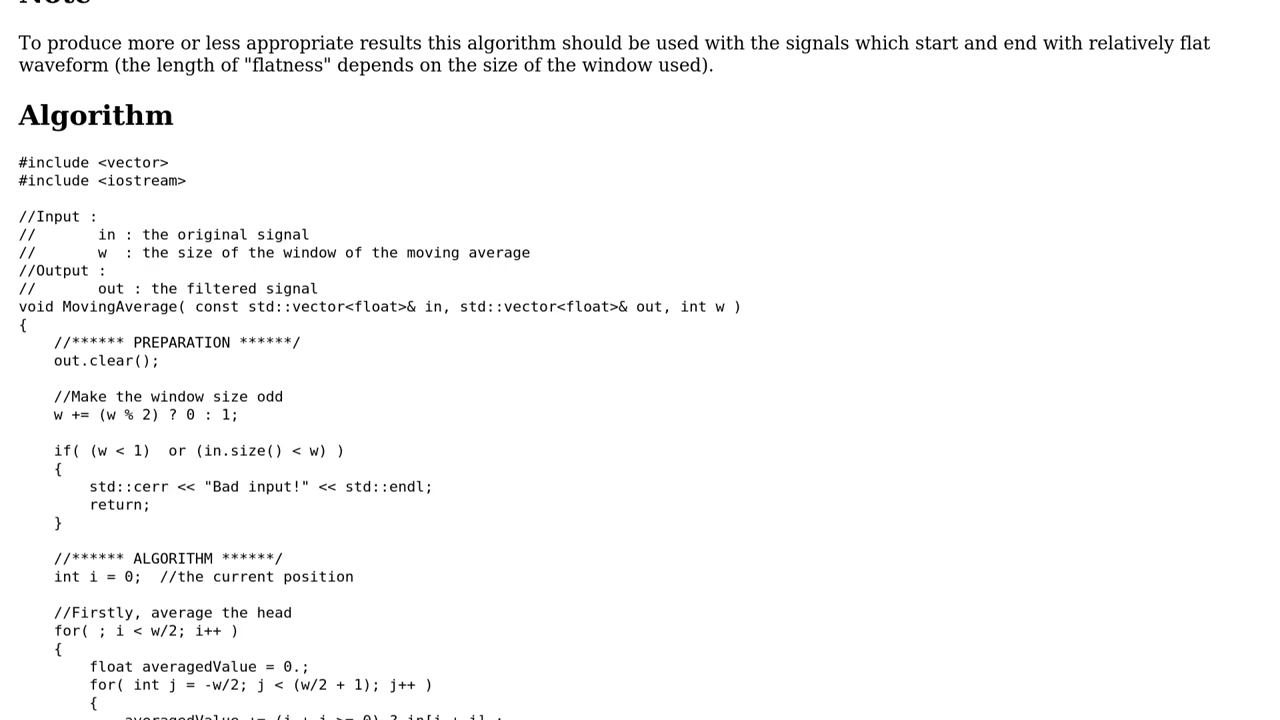 Note
To produce more or less appropriate results this algorithm should be used with the signals which start and end with relatively flat
waveform (the length of "flatness" depends on the size of the window used).
Algorithm
#include <vector>
#include <iostream>
//Input :
//       in : the original signal
//       w  : the size of the window of the moving average
//Output :
//       out : the filtered signal
void MovingAverage( const std::vector<float>& in, std::vector<float>& out, int w )
{
    //****** PREPARATION ******/
    out.clear();
    //Make the window size odd
    w += (w % 2) ? 0 : 1;
    if( (w < 1)  or (in.size() < w) )
    {
        std::cerr << "Bad input!" << std::endl;
        return;
    }
    //****** ALGORITHM ******/
    int i = 0;  //the current position
    //Firstly, average the head
    for( ; i < w/2; i++ )
    {
        float averagedValue = 0.;
        for( int j = -w/2; j < (w/2 + 1); j++ )
        {